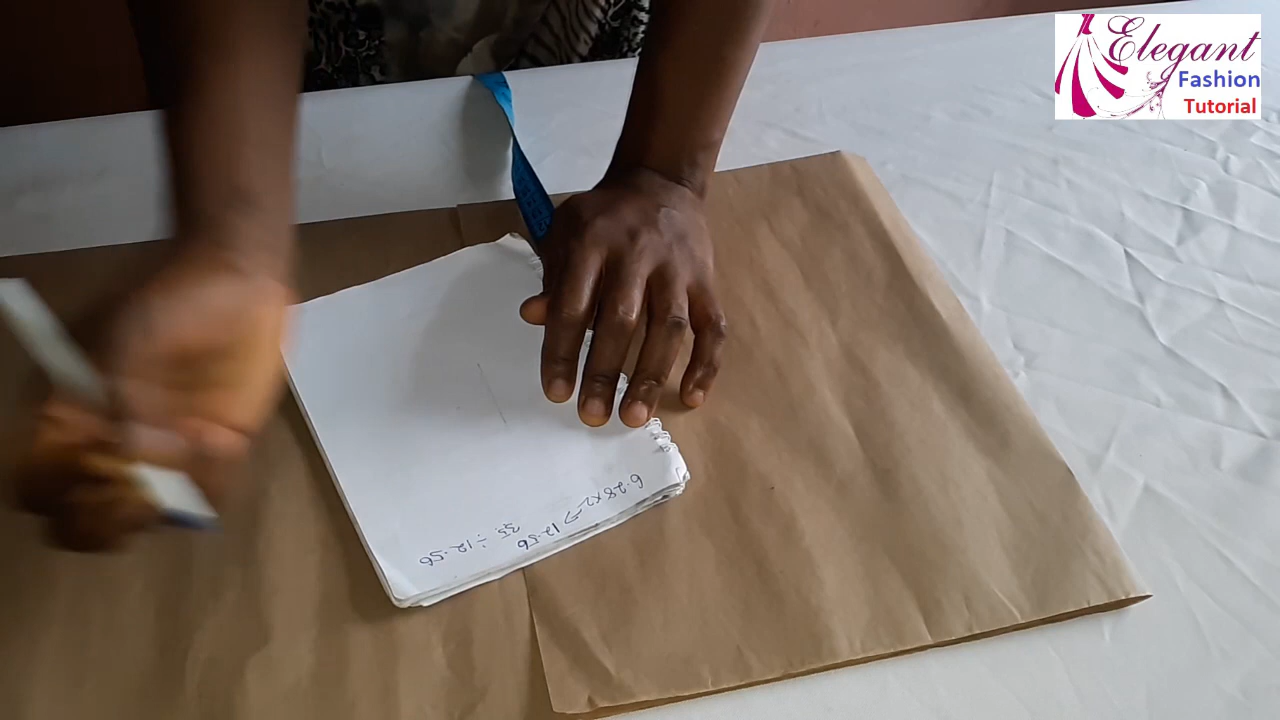 Elegant
Fashion
Tutorial
6.28x2 => 12.56
35 ÷ 12.56